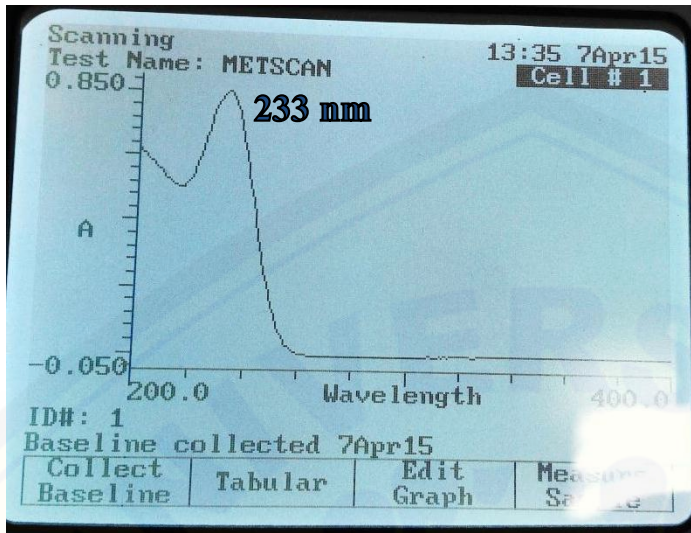 Scanning
Test Name: METSCAN
13:35 7Apr15
Cell # 1
0.850
233 nm
A
-0.050
200.0
Wavelength
400.0
ID#: 1
Baseline collected 7Apr15
Collect Baseline
Tabular
Edit Graph
Measure